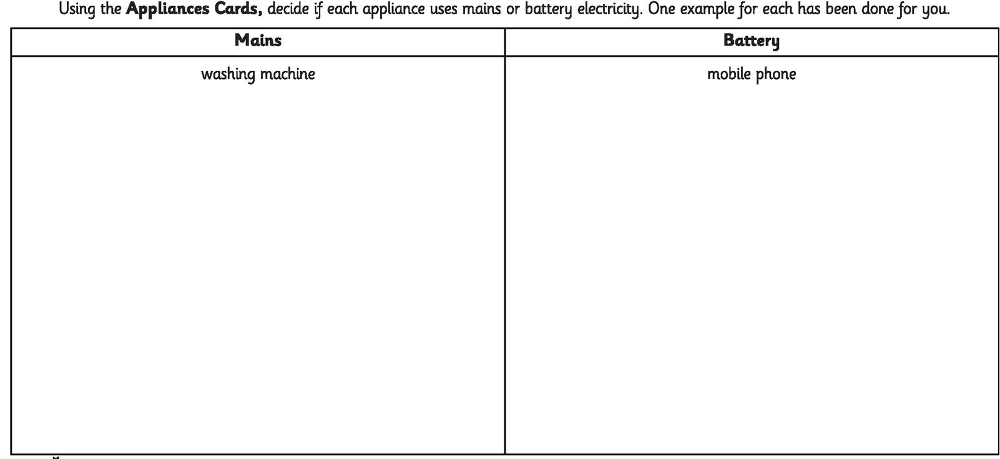 Using the Appliances Cards, decide if each appliance uses mains or battery electricity. One example for each has been done for you.
Mains
Battery
washing machine
mobile phone